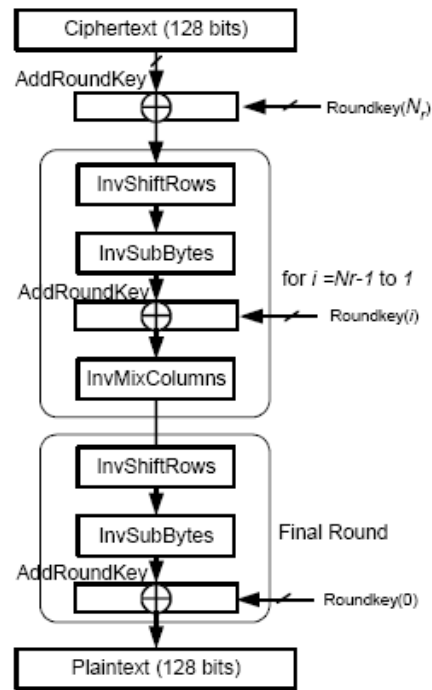 Ciphertext (128 bits)
AddRoundKey
Roundkey(Nr)
InvShiftRows
InvSubBytes
for i =Nr-1 to 1
AddRoundKey
Roundkey(i)
InvMixColumns
InvShiftRows
InvSubBytes
Final Round
AddRoundKey
Roundkey(0)
Plaintext (128 bits)